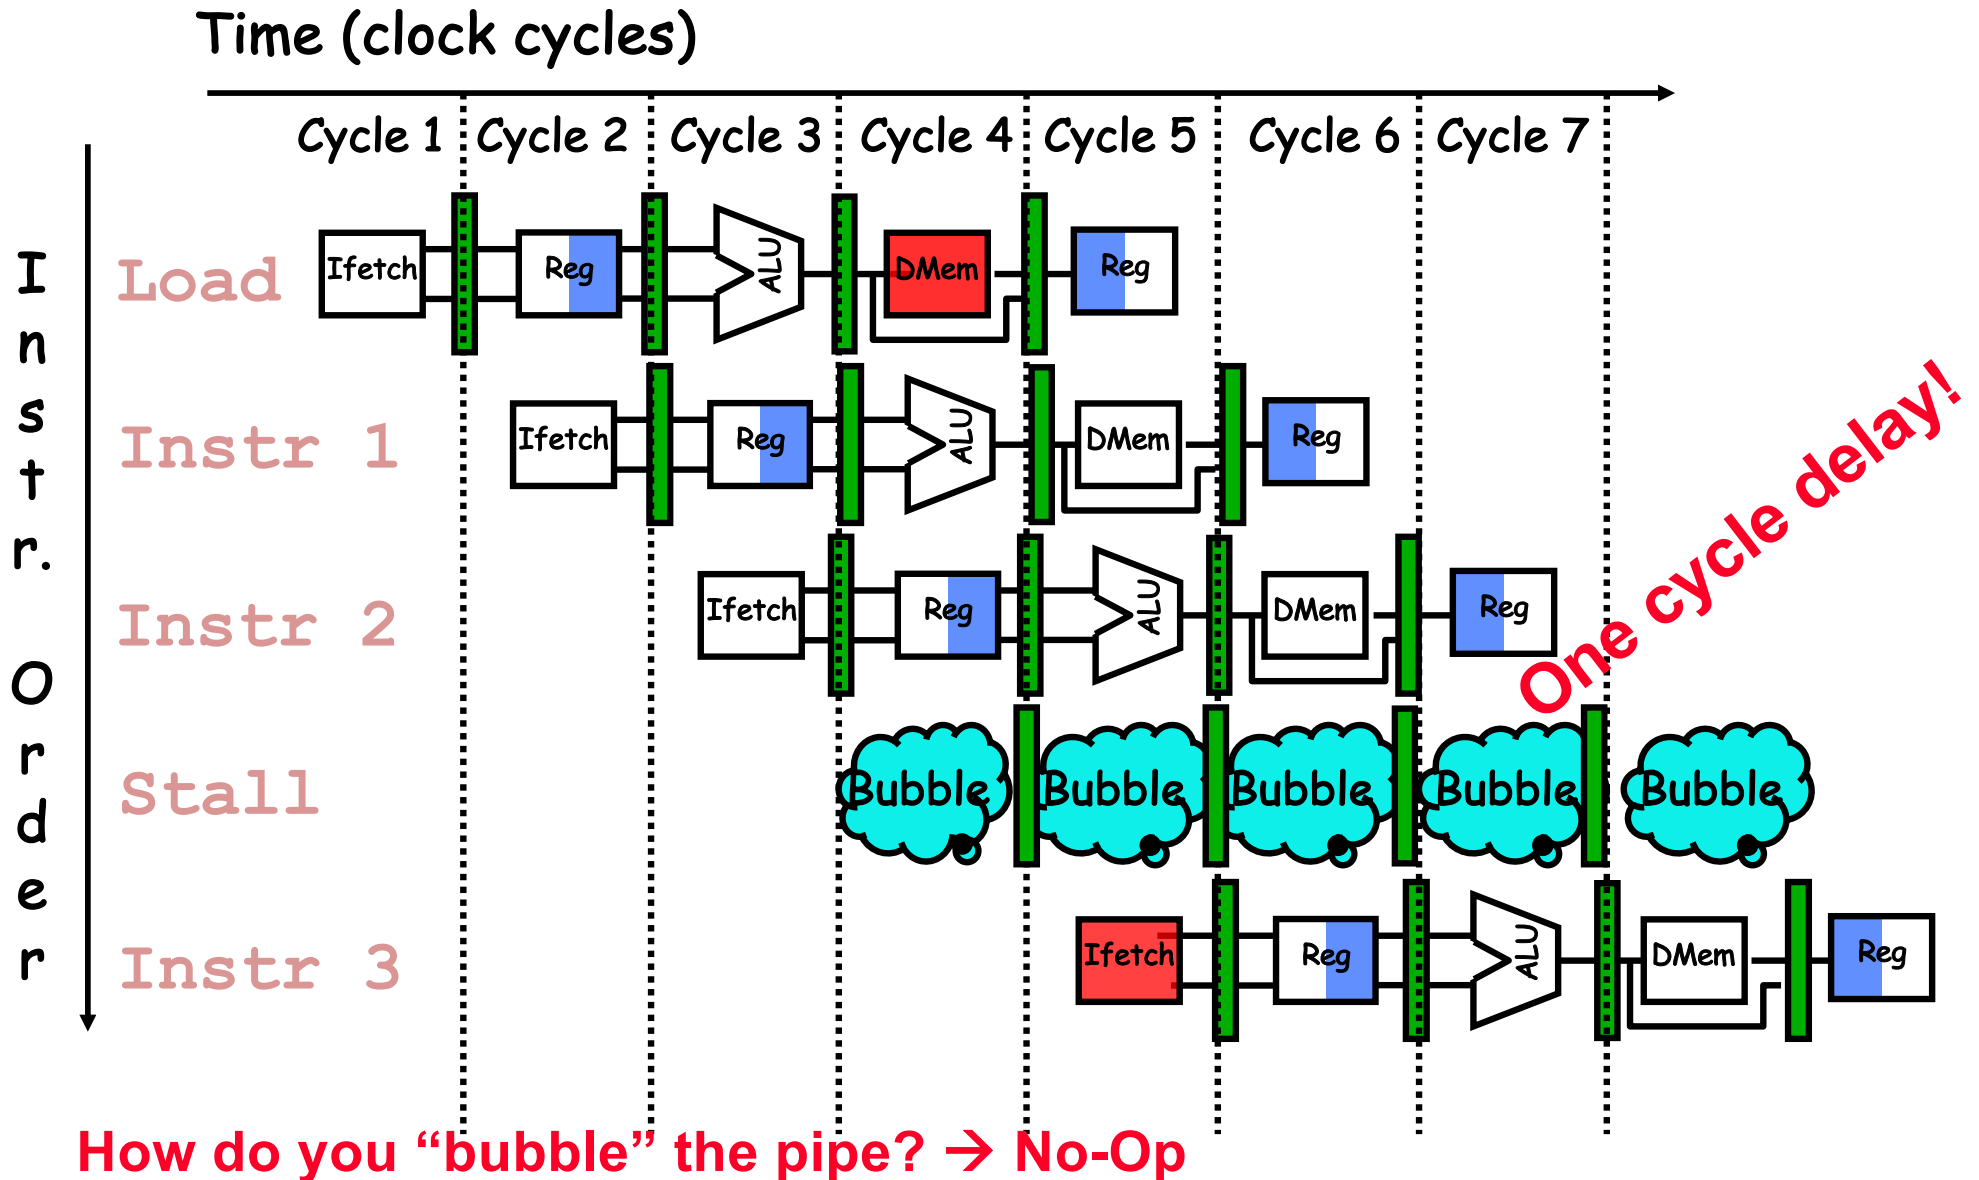 Time (clock cycles)
Cycle 1 Cycle 2 Cycle 3 Cycle 4 Cycle 5 Cycle 6 Cycle 7
Instr. Order
Load Ifetch Reg ALU DMem Reg
Instr 1 Ifetch Reg ALU DMem Reg
Instr 2 Ifetch Reg ALU DMem Reg
One cycle delay!
Stall Bubble Bubble Bubble Bubble Bubble
Instr 3 Ifetch Reg ALU DMem Reg
How do you “bubble” the pipe? → No-Op